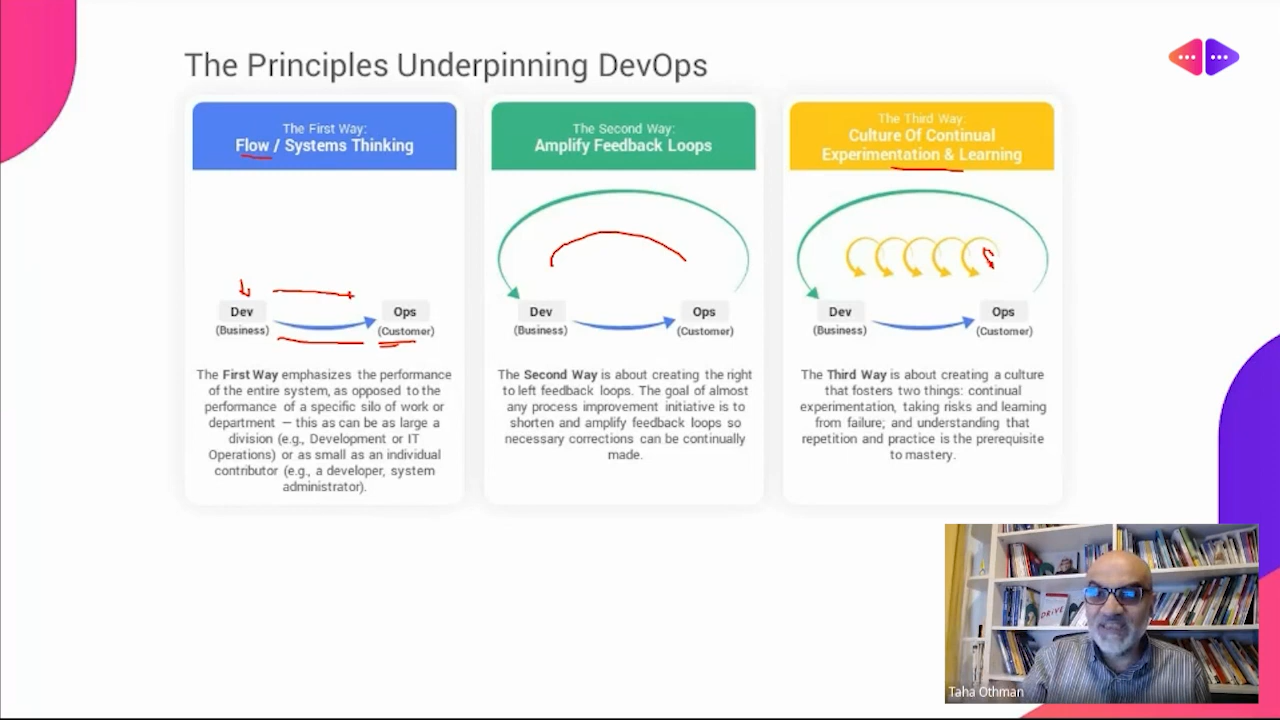 The Principles Underpinning DevOps
The First Way:
Flow / Systems Thinking
Dev
(Business)
Ops
(Customer)
The First Way emphasizes the performance
of the entire system, as opposed to the
performance of a specific silo of work or
department — this as can be as large a
division (e.g., Development or IT
Operations) or as small as an individual
contributor (e.g., a developer, system
administrator).
The Second Way:
Amplify Feedback Loops
Dev
(Business)
Ops
(Customer)
The Second Way is about creating the right
to left feedback loops. The goal of almost
any process improvement initiative is to
shorten and amplify feedback loops so
necessary corrections can be continually
made.
The Third Way:
Culture Of Continual
Experimentation & Learning
Dev
(Business)
Ops
(Customer)
The Third Way is about creating a culture
that fosters two things: continual
experimentation, taking risks and learning
from failure; and understanding that
repetition and practice is the prerequisite
to mastery.
DRiVE
Taha Othman